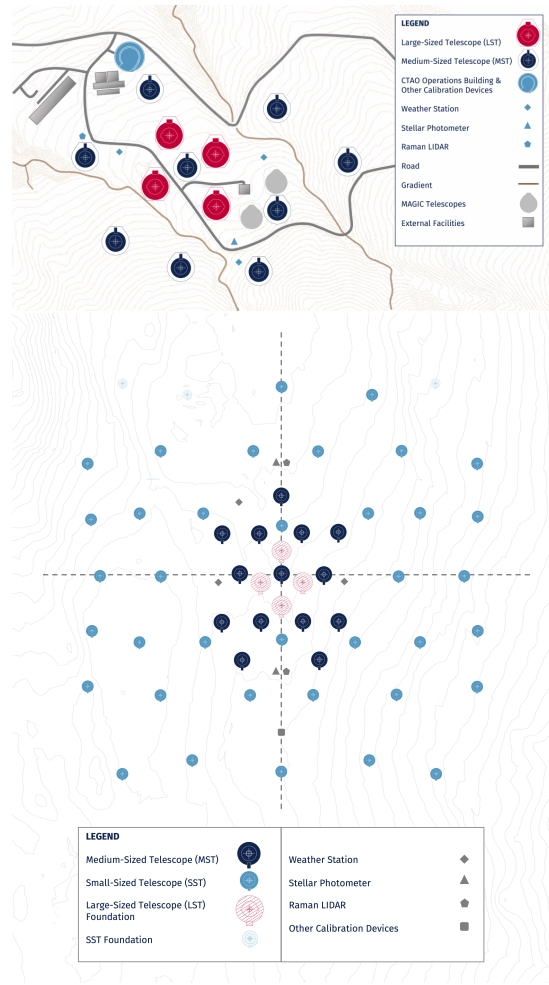 LEGEND
Large-Sized Telescope (LST)
Medium-Sized Telescope (MST)
CTAO Operations Building &
Other Calibration Devices
Weather Station
Stellar Photometer
Raman LIDAR
Road
Gradient
MAGIC Telescopes
External Facilities
LEGEND
Medium-Sized Telescope (MST)
Small-Sized Telescope (SST)
Large-Sized Telescope (LST)
Foundation
SST Foundation
Weather Station
Stellar Photometer
Raman LIDAR
Other Calibration Devices